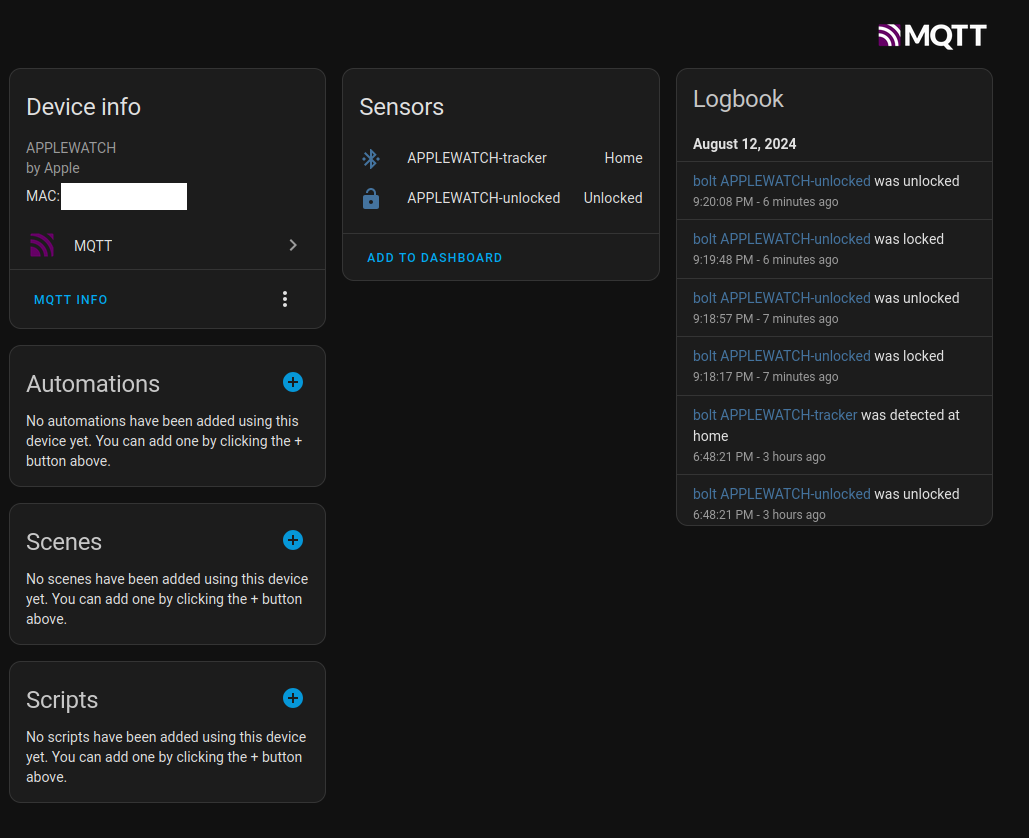 MQTT
Device info
APPLEWATCH
by Apple
MAC:
MQTT
MQTT INFO
Automations
No automations have been added using this
device yet. You can add one by clicking the +
button above.
Scenes
No scenes have been added using this device
yet. You can add one by clicking the + button
above.
Scripts
No scripts have been added using this device
yet. You can add one by clicking the + button
above.
Sensors
APPLEWATCH-tracker Home
APPLEWATCH-unlocked Unlocked
ADD TO DASHBOARD
Logbook
August 12, 2024
bolt APPLEWATCH-unlocked was unlocked
9:20:08 PM - 6 minutes ago
bolt APPLEWATCH-unlocked was locked
9:19:48 PM - 6 minutes ago
bolt APPLEWATCH-unlocked was unlocked
9:18:57 PM - 7 minutes ago
bolt APPLEWATCH-unlocked was locked
9:18:17 PM - 7 minutes ago
bolt APPLEWATCH-tracker was detected at
home
6:48:21 PM - 3 hours ago
bolt APPLEWATCH-unlocked was unlocked
6:48:21 PM - 3 hours ago